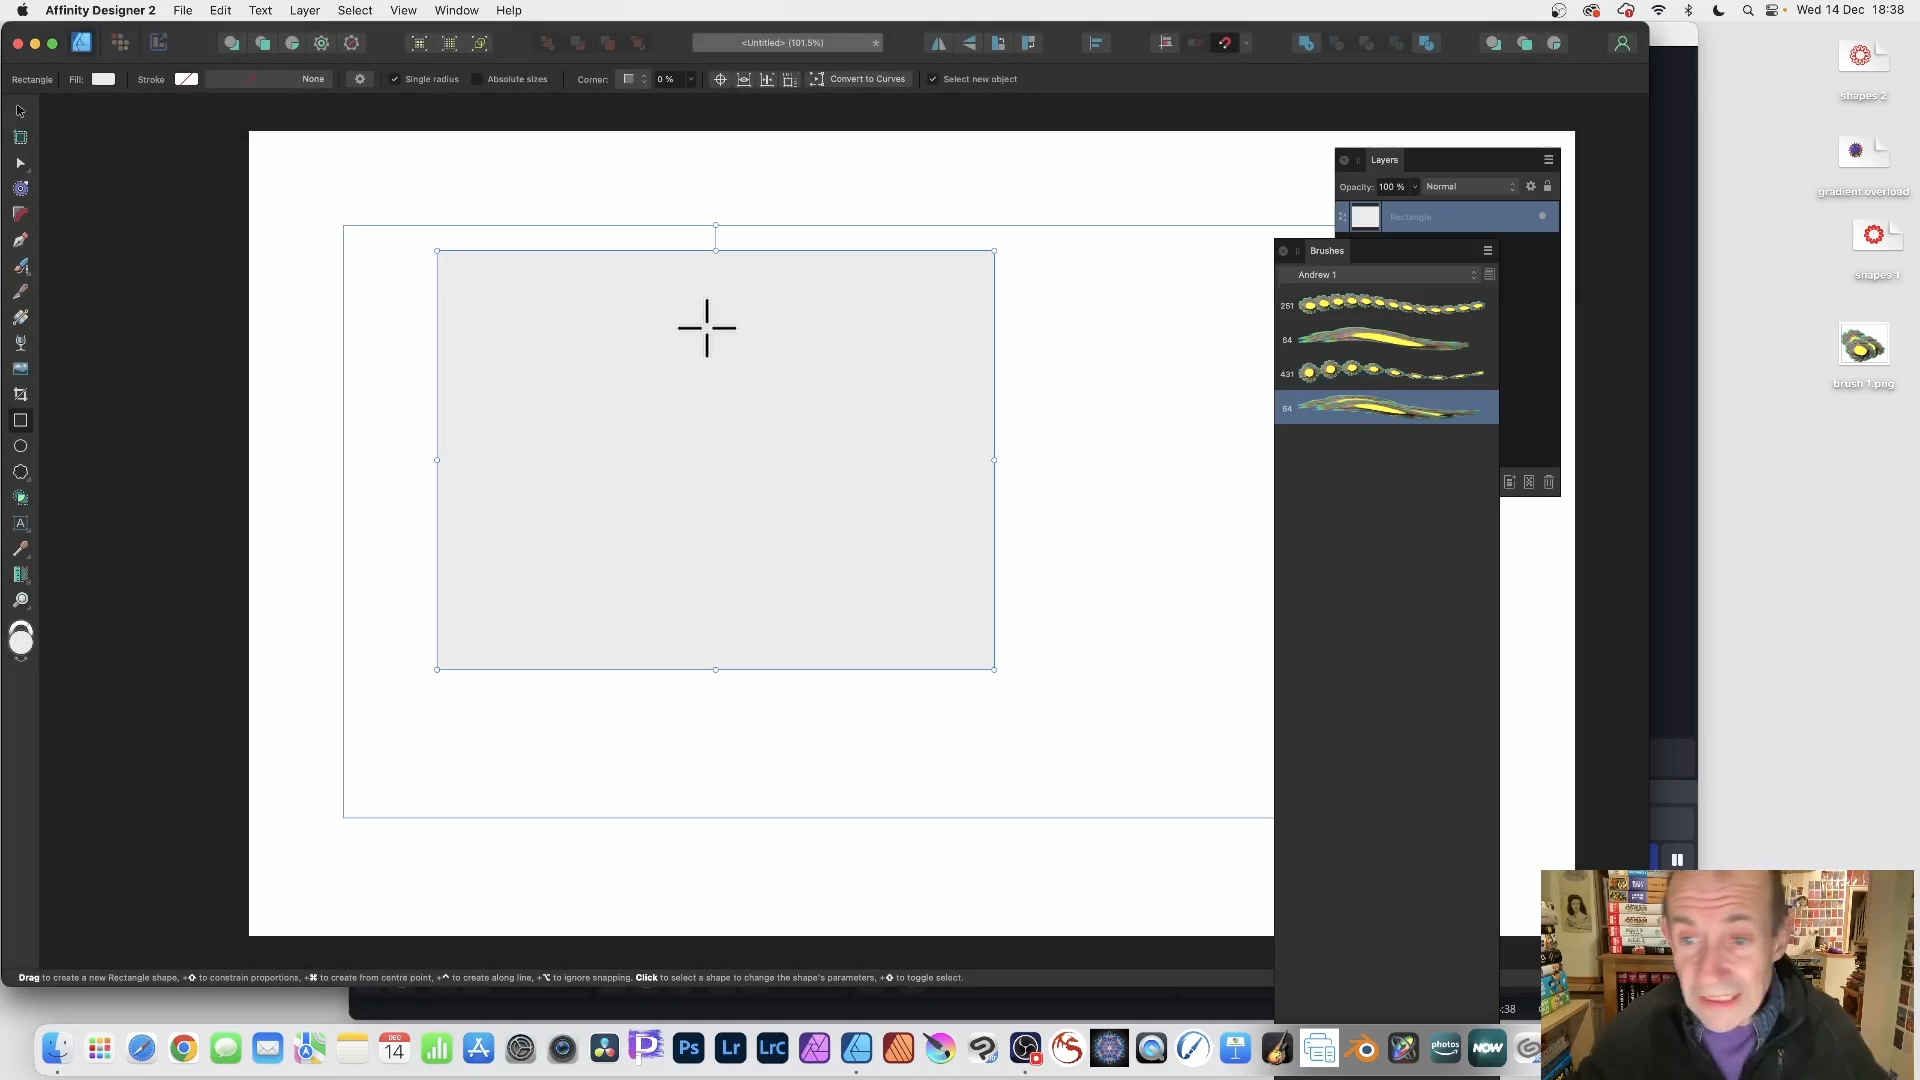 Affinity Designer 2 File Edit Text Layer Select View Window Help Wed 14 Dec 18:38
<Untitled> (101.5%) *
Rectangle Fill: Stroke None Single radius Absolute sizes Corner: 0 % Convert to Curves Select new object
shapes 2
Layers
Opacity: 100 % Normal
gradient overload
Rectangle
Brushes
Andrew 1
251
shapes 1
64
431
brush 1.png
64
A
Drag to create a new Rectangle shape, +⇧ to constrain proportions, +⌘ to create from centre point, +^ to create along line, +⌥ to ignore snapping. Click to select a shape to change the shape's parameters, +⇧ to toggle select.
:38
DEC
14
Ps Lr LrC photos NOW